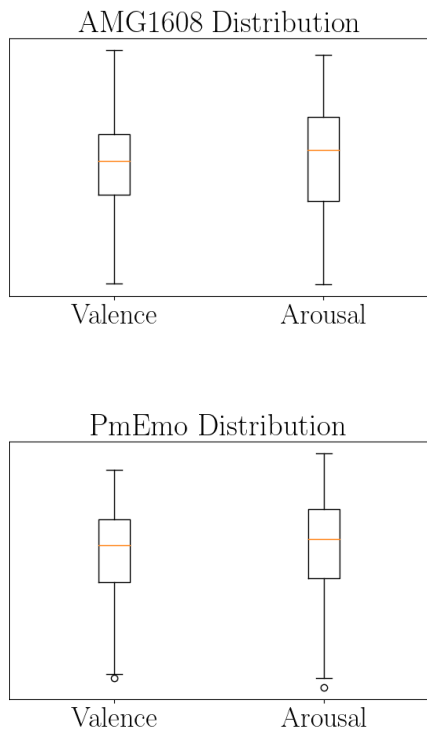 AMG1608 Distribution
Valence
Arousal
PmEmo Distribution
Valence
Arousal